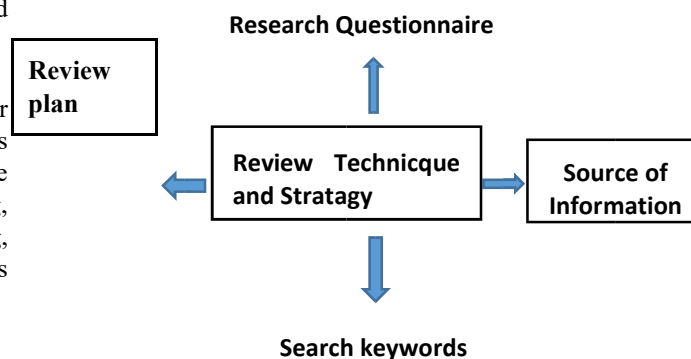 d
Research Questionnaire
Review
plan
r
s
Review Technicque
and Stratagy
e
Source of
Information
,
,
s
Search keywords